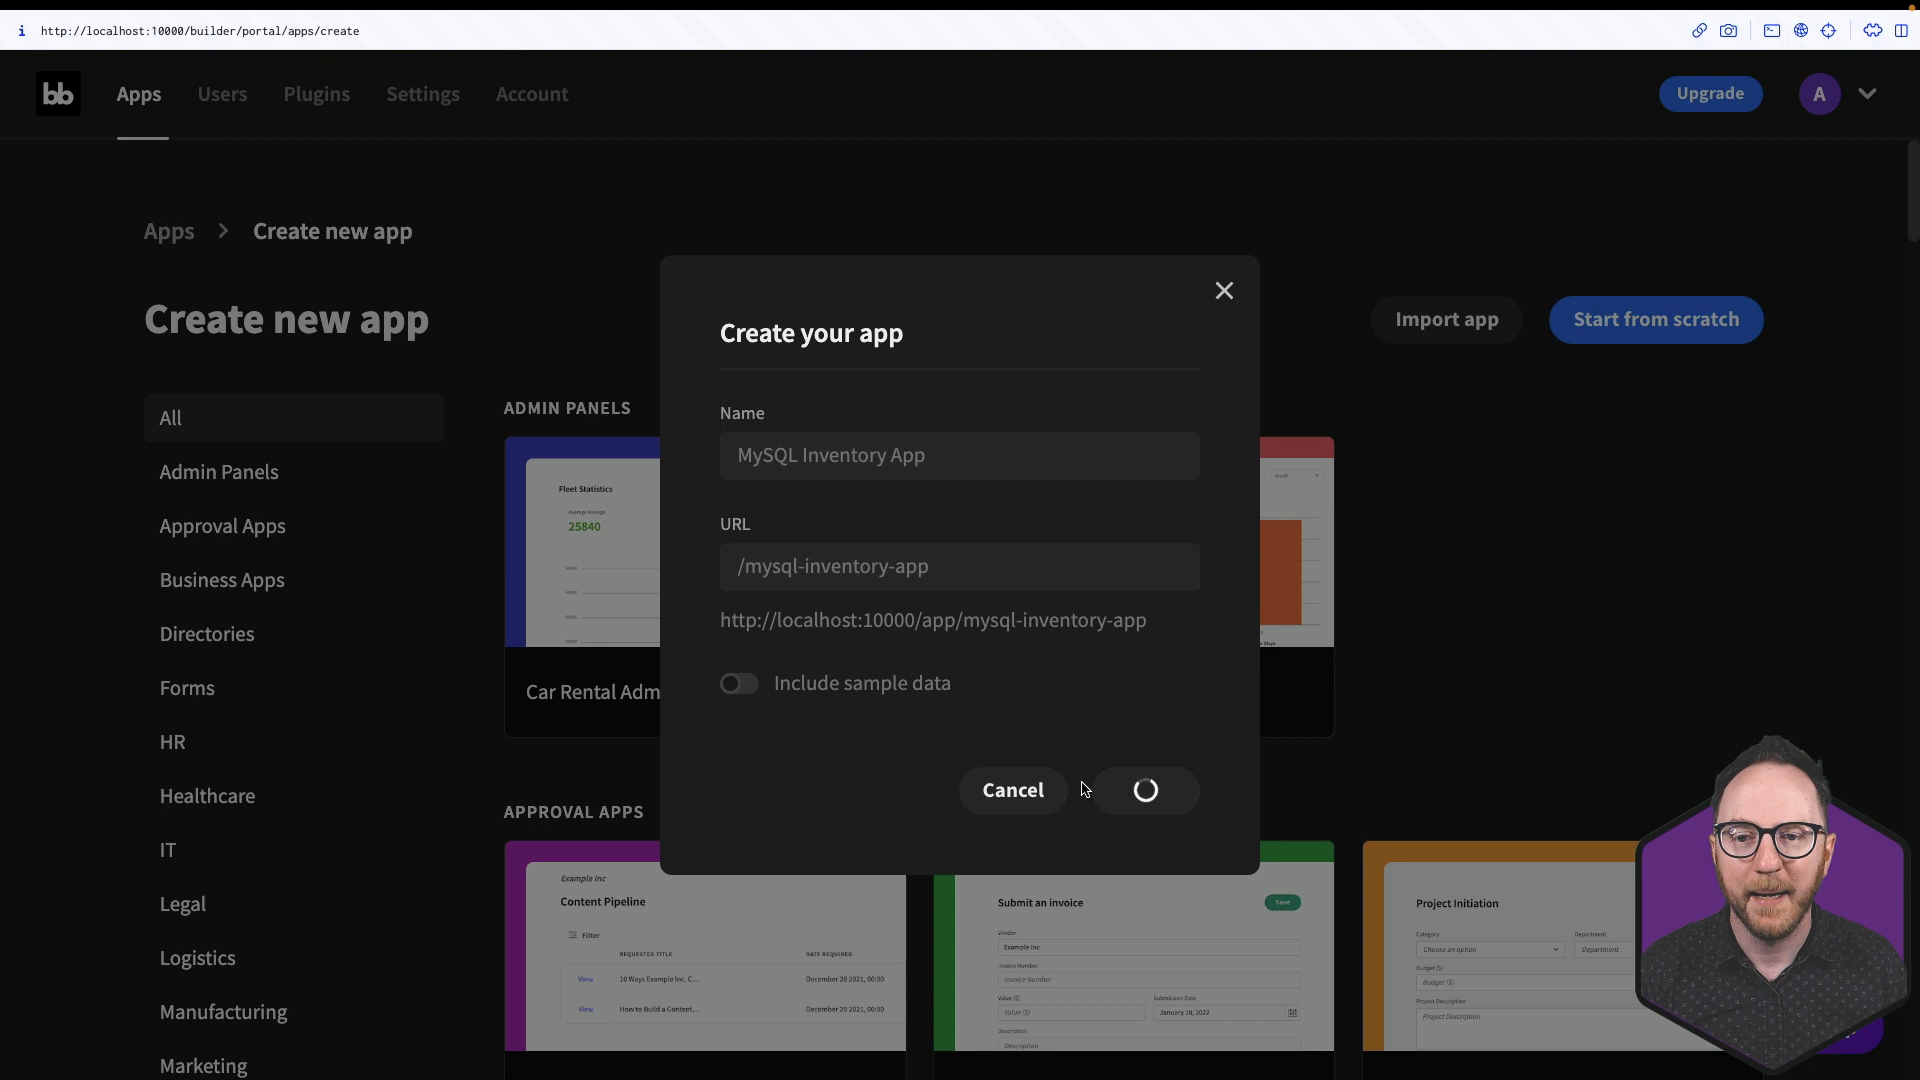 http://localhost:10000/builder/portal/apps/create
bb
Apps
Users
Plugins
Settings
Account
Upgrade
A
Apps
Create new app
Create new app
Import app
Start from scratch
All
Admin Panels
Approval Apps
Business Apps
Directories
Forms
HR
Healthcare
IT
Legal
Logistics
Manufacturing
Marketing
ADMIN PANELS
Fleet Statistics
Average Mileage
25840
Car Rental Adm
Create your app
Name
MySQL Inventory App
URL
/mysql-inventory-app
http://localhost:10000/app/mysql-inventory-app
Include sample data
Cancel
APPROVAL APPS
Example Inc
Content Pipeline
Filter
REQUESTED TITLE
DATE REQUIRED
View
10 Ways Example Inc. C...
December 28 2021, 00:00
View
How to Build a Content...
December 29 2021, 00:00
Submit an invoice
Save
Vendor
Example Inc
Invoice Number
Invoice Number
Value ($)
Submission Date
Value ($)
January 18, 2022
Description
Description
Project Initiation
Category
Department
Choose an option
Department
Budget ($)
Budget ($)
Project Description
Project Description